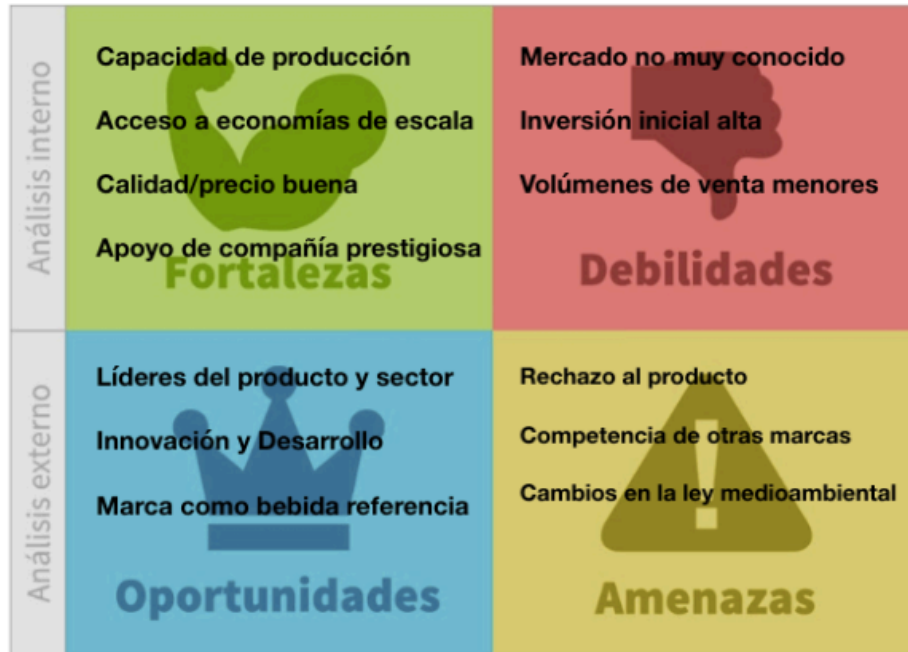 Análisis interno
Capacidad de producción
Acceso a economías de escala
Calidad/precio buena
Apoyo de compañía prestigiosa
Fortalezas
Mercado no muy conocido
Inversión inicial alta
Volúmenes de venta menores
Debilidades
Análisis externo
Líderes del producto y sector
Innovación y Desarrollo
Marca como bebida referencia
Oportunidades
Rechazo al producto
Competencia de otras marcas
Cambios en la ley medioambiental
Amenazas